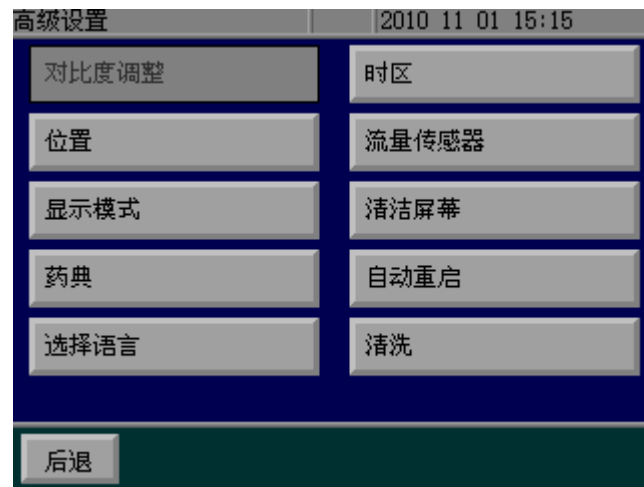 高级设置 2010 11 01 15:15
对比度调整 时区
位置 流量传感器
显示模式 清洁屏幕
药典 自动重启
选择语言 清洗
后退